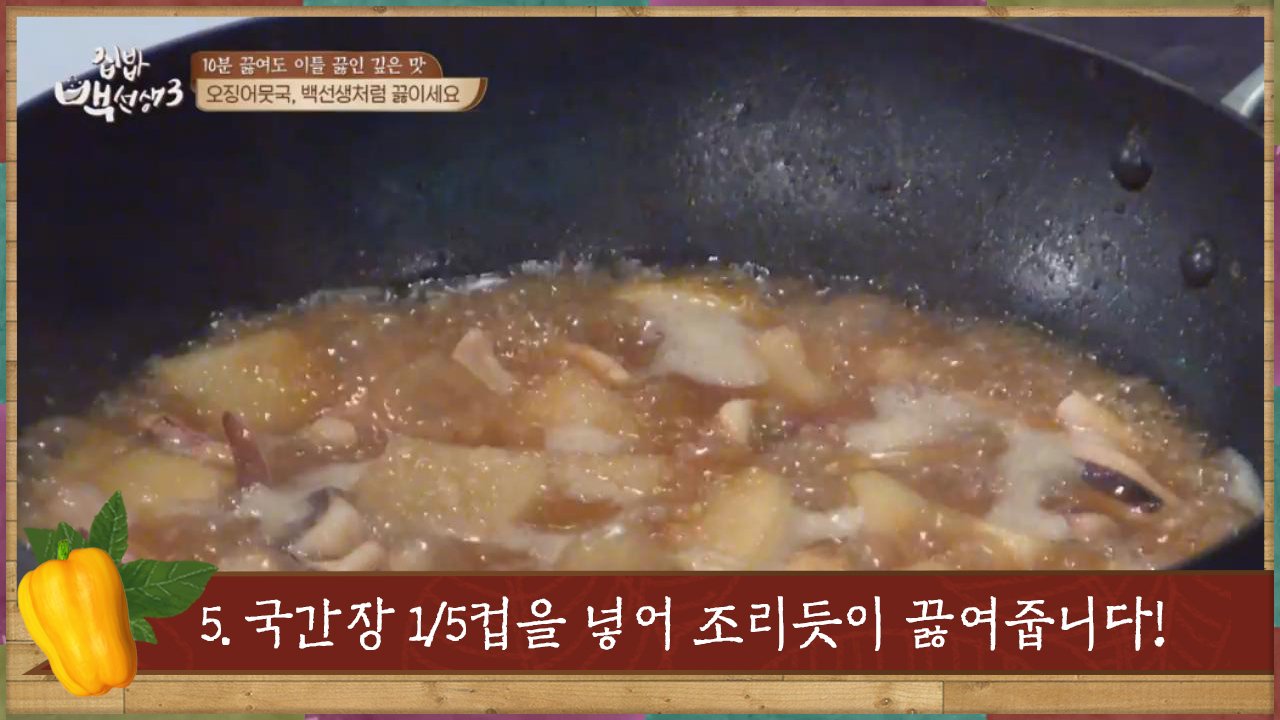 집밥
백선생3
10분 끓여도 이틀 끓인 깊은 맛
오징어뭇국, 백선생처럼 끓이세요
5. 국간장 1/5컵을 넣어 조리듯이 끓여줍니다!